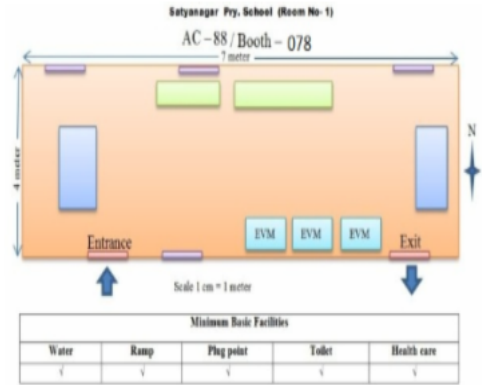 Satyanagar Pry. School (Room No- 1)
AC - 88 / Booth - 078
7 meter
4 meter
N
EVM EVM EVM
Entrance Exit
Scale 1 cm = 1 meter
Minimum Basic Facilities
Water Ramp Plug point Toilet Health care
√ √ √ √ √